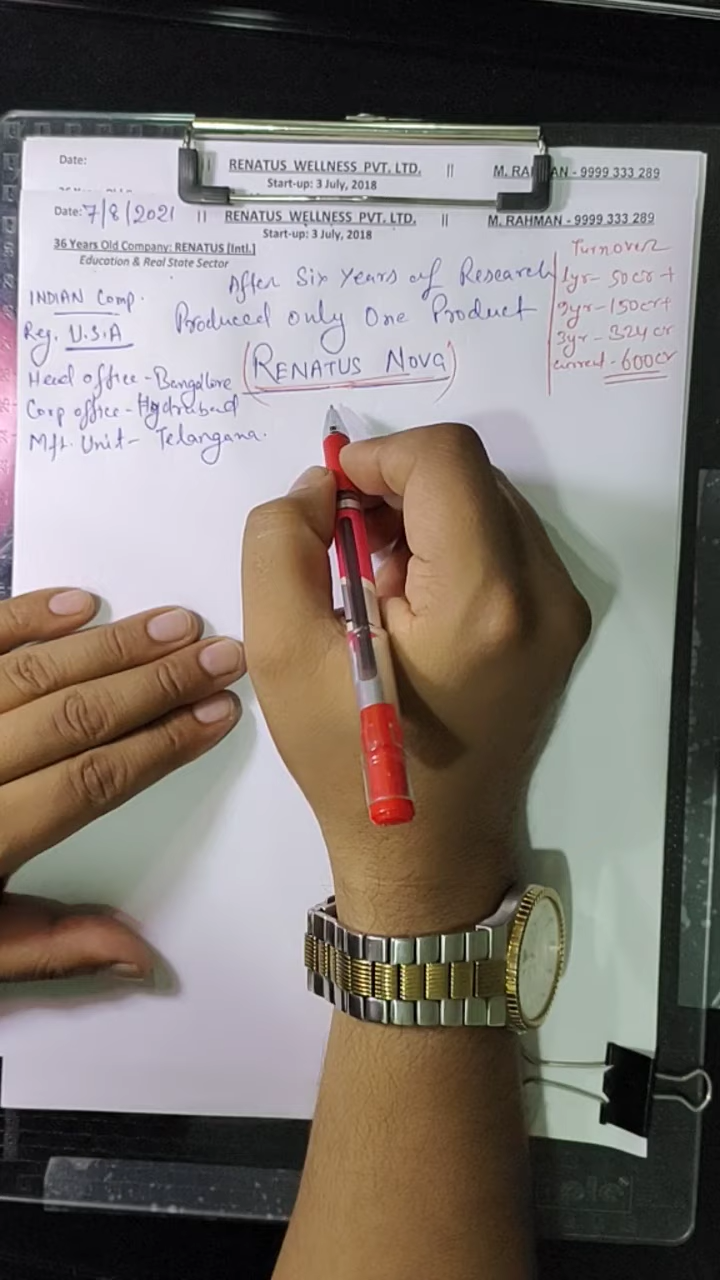 Date:
RENATUS WELLNESS PVT. LTD. || M. RAHMAN - 9999 333 289
Start-up: 3 July, 2018
Date: 7/8/2021 || RENATUS WELLNESS PVT. LTD. || M. RAHMAN - 9999 333 289
Start-up: 3 July, 2018
36 Years Old Company: RENATUS [Intl.]
Education & Real State Sector
INDIAN Comp.
Reg. U.S.A
Head office - Bangalore
Corp office - Hydrabad
Mft. Unit - Telangana.
After Six Years of Research
Produced only One Product
(RENATUS NOVA)
Turnover
1yr - 50cr +
2yr - 150cr+
3yr - 324cr
current - 600cr